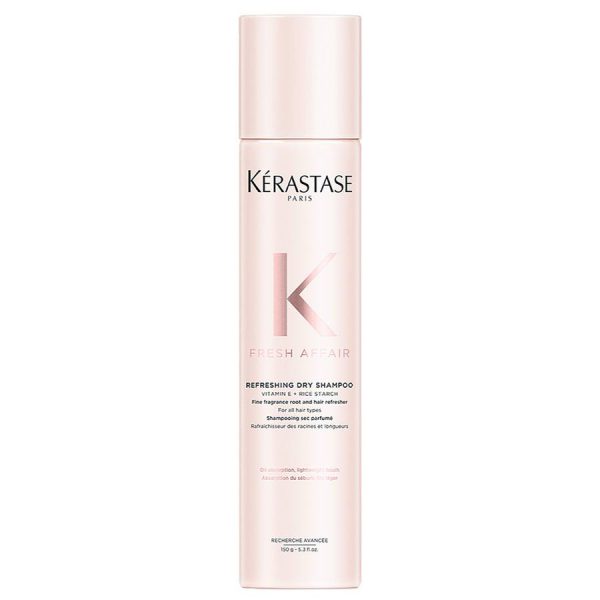 KÉRASTASE
PARIS
K
FRESH AFFAIR
REFRESHING DRY SHAMPOO
VITAMIN E + RICE STARCH
Fine fragrance root and hair refresher
For all hair types
Shampooing sec parfumé
Rafraichisseur des racines et longueurs
Oil absorption, lightweight touch
Absorption du sébum, léger
RECHERCHE AVANCÉE
150 g - 5.3 fl.oz.